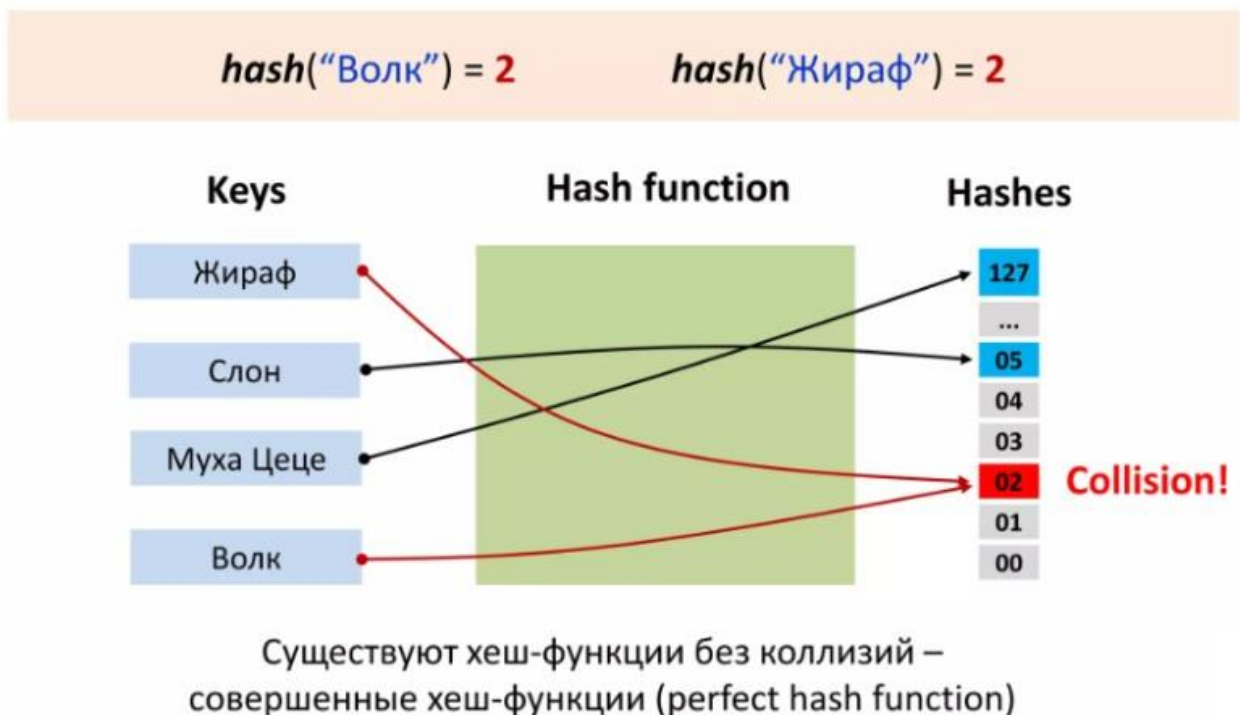 hash(“Волк”) = 2 hash(“Жираф”) = 2
Keys Hash function Hashes
Жираф
Слон
Муха Цеце
Волк
127
...
05
04
03
02 Collision!
01
00
Существуют хеш-функции без коллизий –
совершенные хеш-функции (perfect hash function)